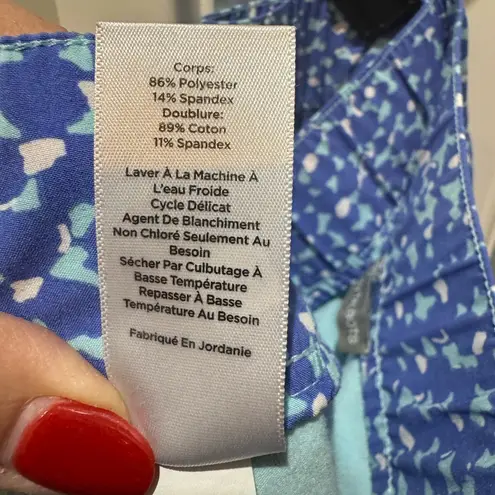 Corps:
86% Polyester
14% Spandex
Doublure:
89% Coton
11% Spandex
Laver À La Machine À
L'eau Froide
Cycle Délicat
Agent De Blanchiment
Non Chloré Seulement Au
Besoin
Sécher Par Culbutage À
Basse Température
Repasser À Basse
Température Au Besoin
Fabriqué En Jordanie